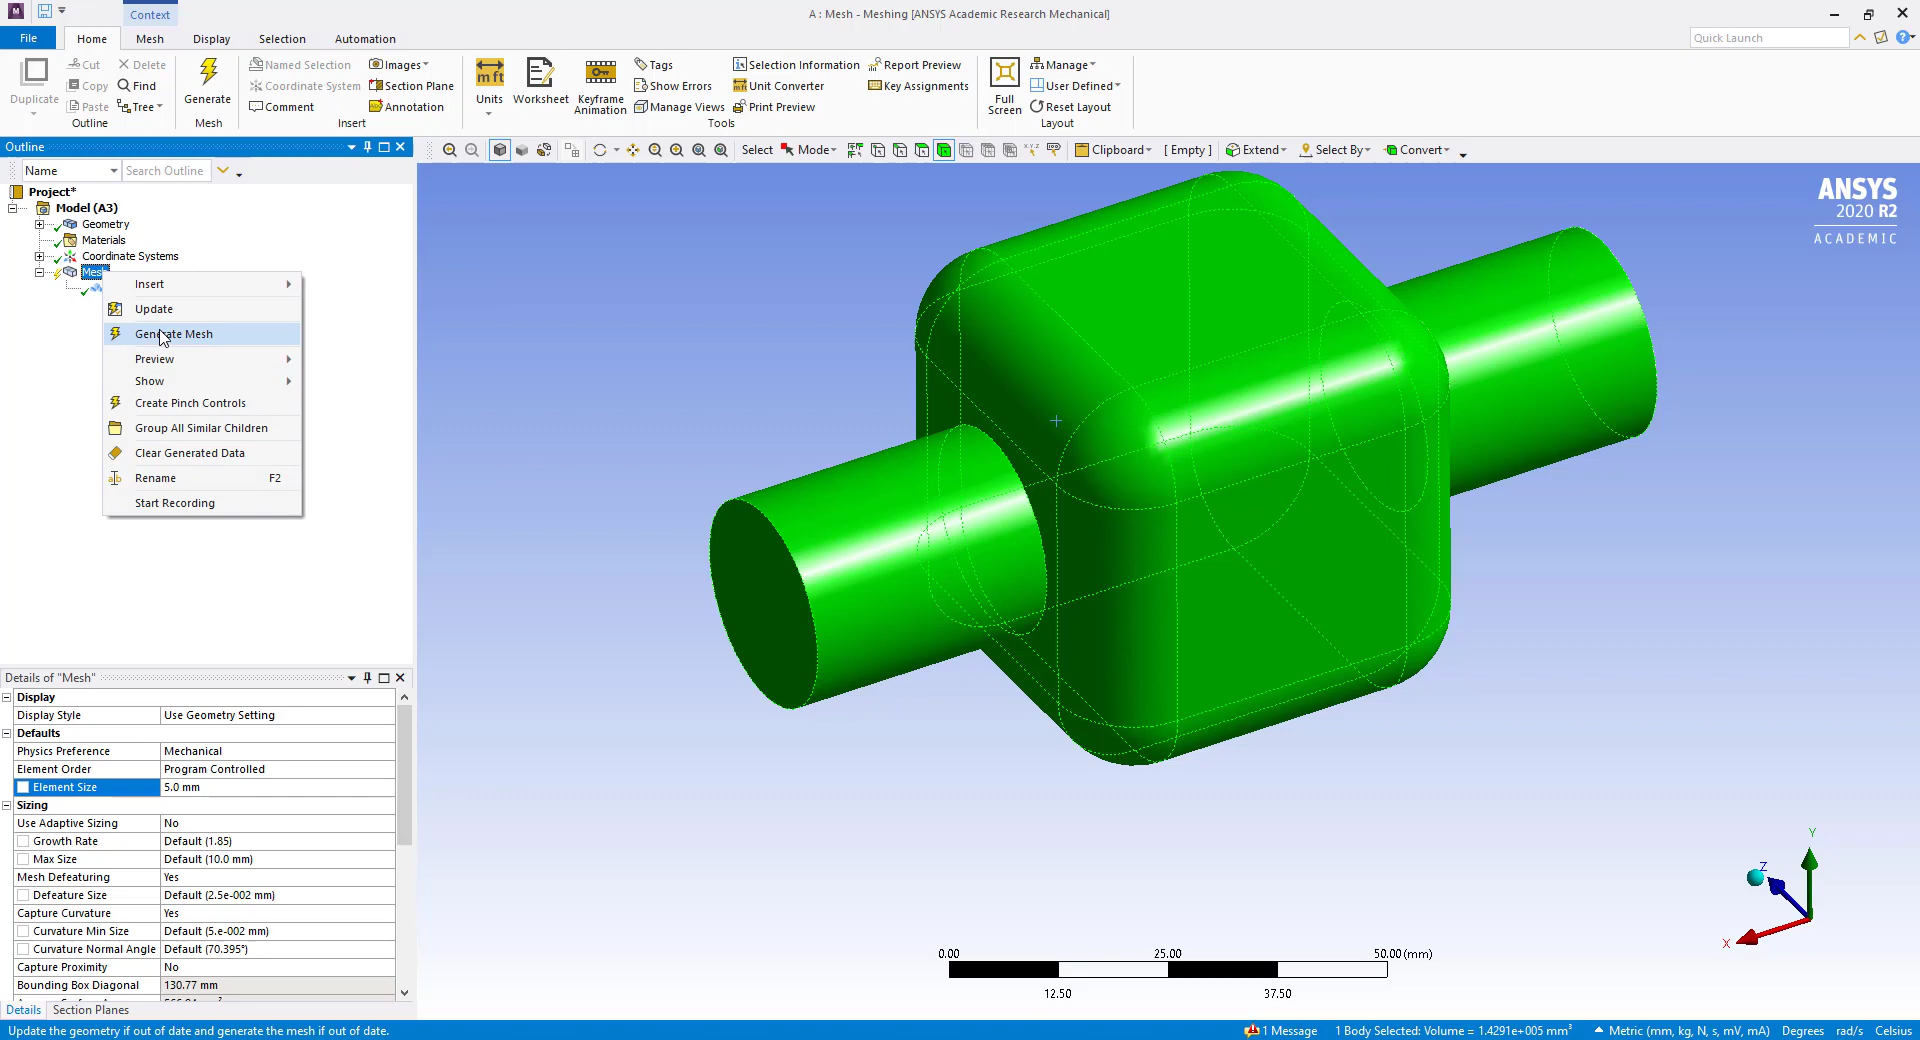 Context
A : Mesh - Meshing [ANSYS Academic Research Mechanical]
File Home Mesh Display Selection Automation
Quick Launch
Duplicate
Cut Delete
Copy Find
Paste Tree
Outline
Generate
Mesh
Named Selection Images
Coordinate System Section Plane
Comment Annotation
Insert
mft
Units
Worksheet
Keyframe
Animation
Tags
Show Errors
Manage Views
Selection Information
Unit Converter
Print Preview
Report Preview
Key Assignments
Tools
Full
Screen
Manage
User Defined
Reset Layout
Layout
Outline
Name
Search Outline
Select Mode Clipboard [ Empty ] Extend Select By Convert
Project*
Model (A3)
Geometry
Materials
Coordinate Systems
Mesh
Insert
Update
Generate Mesh
Preview
Show
Create Pinch Controls
Group All Similar Children
Clear Generated Data
Rename F2
Start Recording
ANSYS
2020 R2
ACADEMIC
Details of "Mesh"
Display
Display Style Use Geometry Setting
Defaults
Physics Preference Mechanical
Element Order Program Controlled
Element Size 5.0 mm
Sizing
Use Adaptive Sizing No
Growth Rate Default (1.85)
Max Size Default (10.0 mm)
Mesh Defeaturing Yes
Defeature Size Default (2.5e-002 mm)
Capture Curvature Yes
Curvature Min Size Default (5.e-002 mm)
Curvature Normal Angle Default (70.395°)
Capture Proximity No
Bounding Box Diagonal 130.77 mm
Details Section Planes
0.00 25.00 50.00 (mm)
12.50 37.50
Y
Z
X
Update the geometry if out of date and generate the mesh if out of date.
1 Message 1 Body Selected: Volume = 1.4291e+005 mm³ Metric (mm, kg, N, s, mV, mA) Degrees rad/s Celsius